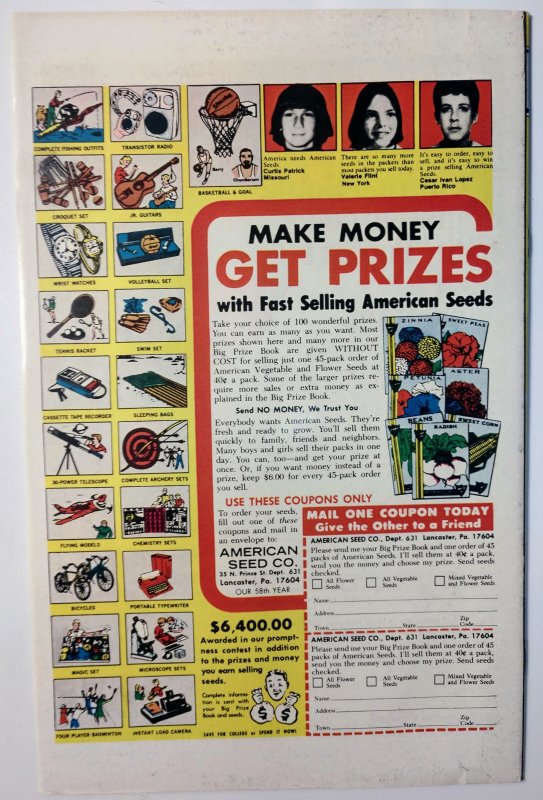 COMPLETE FISHING OUTFITS
TRANSISTOR RADIO
Spalding
Barry
Chamberlain
BASKETBALL & GOAL
America needs American
Seeds
Curtis Patrick
Missouri
There are so many more
seeds in the packets than
most packets you sell today.
Valerie Flint
New York
It's easy to order, easy to
sell, and it's easy to win
a prize selling American
Seeds.
Cesar Ivan Lopez
Puerto Rico
CROQUET SET
JR. GUITARS
WRIST WATCHES
VOLLEYBALL SET
TENNIS RACKET
SWIM SET
CASSETTE TAPE RECORDER
SLEEPING BAGS
30-POWER TELESCOPE
COMPLETE ARCHERY SETS
FLYING MODELS
CHEMISTRY SETS
BICYCLES
PORTABLE TYPEWRITER
MAGIC SET
MICROSCOPE SETS
FOUR PLAYER BADMINTON
INSTANT LOAD CAMERA
MAKE MONEY
GET PRIZES
with Fast Selling American Seeds
Take your choice of 100 wonderful prizes.
You can earn as many as you want. Most
prizes shown here and many more in our
Big Prize Book are given WITHOUT
COST for selling just one 45-pack order of
American Vegetable and Flower Seeds at
40¢ a pack. Some of the larger prizes re-
quire more sales or extra money as ex-
plained in the Big Prize Book.
Send NO MONEY, We Trust You
Everybody wants American Seeds. They're
fresh and ready to grow. You'll sell them
quickly to family, friends and neighbors.
Many boys and girls sell their packs in one
day. You can, too—and get your prize at
once. Or, if you want money instead of a
prize, keep $6.00 for every 45-pack order
you sell.
ZINNIA
SWEET PEAS
PETUNIA
ASTER
BEANS
RADISH
SWEET CORN
USE THESE COUPONS ONLY
To order your seeds,
fill out one of these
coupons and mail in
an envelope to:
AMERICAN
SEED CO.
35 N. Prince St. Dept. 631
Lancaster, Pa. 17604
OUR 58th YEAR
MAIL ONE COUPON TODAY
Give the Other to a Friend
AMERICAN SEED CO., Dept. 631 Lancaster, Pa. 17604
Please send me your Big Prize Book and one order of 45
packs of American Seeds. I'll sell them at 40¢ a pack,
send you the money and choose my prize. Send seeds
checked.
All Flower
Seeds
All Vegetable
Seeds
Mixed Vegetable
and Flower Seeds
Name
Address
Town State Zip Code
AMERICAN SEED CO., Dept. 631 Lancaster, Pa. 17604
Please send me your Big Prize Book and one order of 45
packs of American Seeds. I'll sell them at 40¢ a pack,
send you the money and choose my prize. Send seeds
checked.
All Flower
Seeds
All Vegetable
Seeds
Mixed Vegetable
and Flower Seeds
Name
Address
Town State Zip Code
$6,400.00
Awarded in our prompt-
ness contest in addition
to the prizes and money
you earn selling
seeds.
Complete informa-
tion is sent with
your Big Prize
Book and seeds.
$ $
SAVE FOR COLLEGE or SPEND IT NOW!